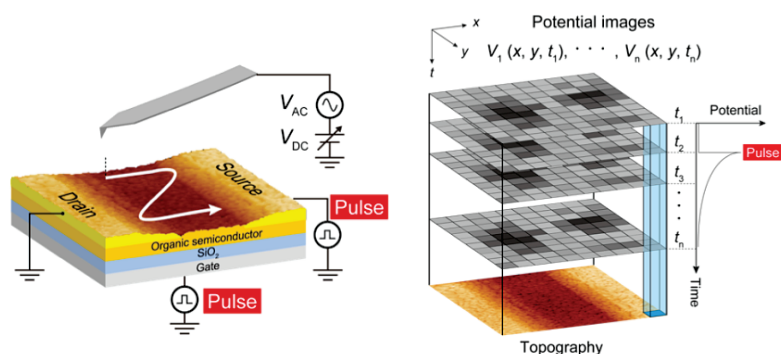 V_AC
V_DC
Drain
Source
Pulse
Organic semiconductor
SiO₂
Gate
Pulse
x
y
t
Potential images
V₁ (x, y, t₁), · · · , Vₙ (x, y, tₙ)
t₁
Potential
t₂
Pulse
t₃
tₙ
Time
Topography